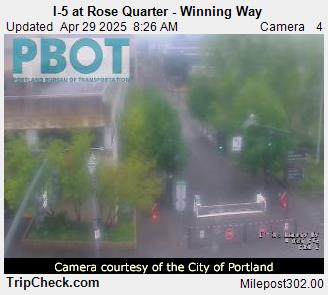 I-5 at Rose Quarter - Winning Way
Updated Apr 29 2025 8:26 AM Camera 4
PBOT
PORTLAND BUREAU OF TRANSPORTATION
Camera courtesy of the City of Portland
TripCheck.com Milepost302.00